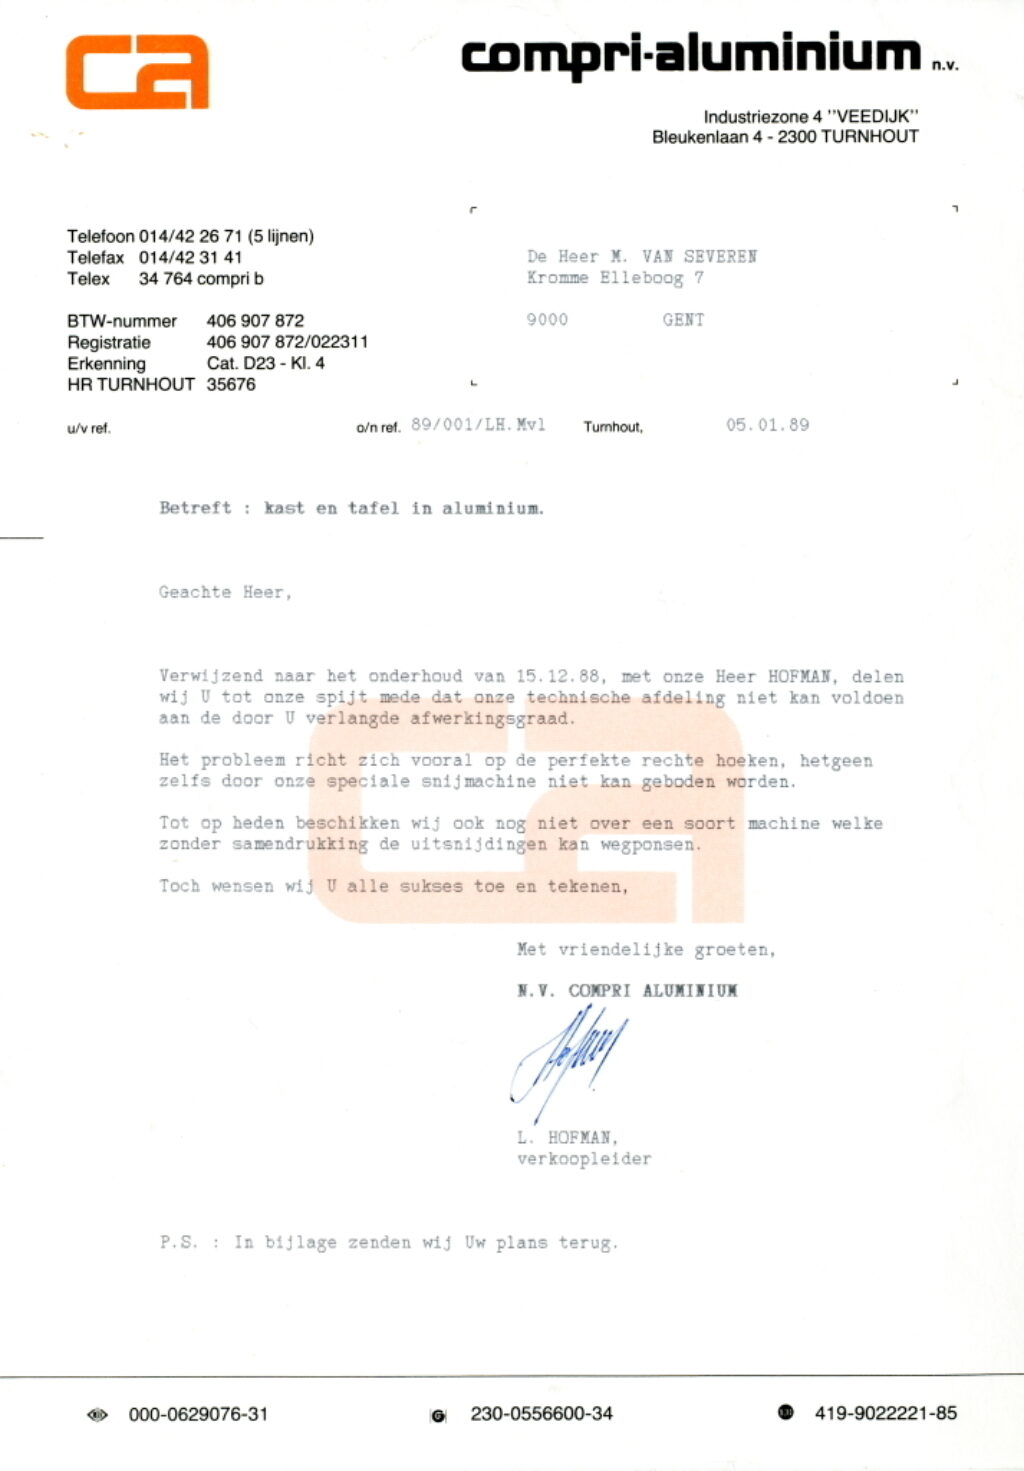 ca
compri-aluminium n.v.
Industriezone 4 ''VEEDIJK''
Bleukenlaan 4 - 2300 TURNHOUT
Telefoon 014/42 26 71 (5 lijnen)
Telefax 014/42 31 41
Telex 34 764 compri b
De Heer M. VAN SEVEREN
Kromme Elleboog 7
9000 GENT
BTW-nummer 406 907 872
Registratie 406 907 872/022311
Erkenning Cat. D23 - Kl. 4
HR TURNHOUT 35676
u/v ref. o/n ref. 89/001/LH.Mvl Turnhout, 05.01.89
Betreft : kast en tafel in aluminium.
Geachte Heer,
Verwijzend naar het onderhoud van 15.12.88, met onze Heer HOFMAN, delen
wij U tot onze spijt mede dat onze technische afdeling niet kan voldoen
aan de door U verlangde afwerkingsgraad.
Het probleem richt zich vooral op de perfekte rechte hoeken, hetgeen
zelfs door onze speciale snijmachine niet kan geboden worden.
Tot op heden beschikken wij ook nog niet over een soort machine welke
zonder samendrukking de uitsnijdingen kan wegponsen.
Toch wensen wij U alle sukses toe en tekenen,
Met vriendelijke groeten,
N.V. COMPRI ALUMINIUM
L. HOFMAN,
verkoopleider
P.S. : In bijlage zenden wij Uw plans terug.
000-0629076-31 230-0556600-34 419-9022221-85